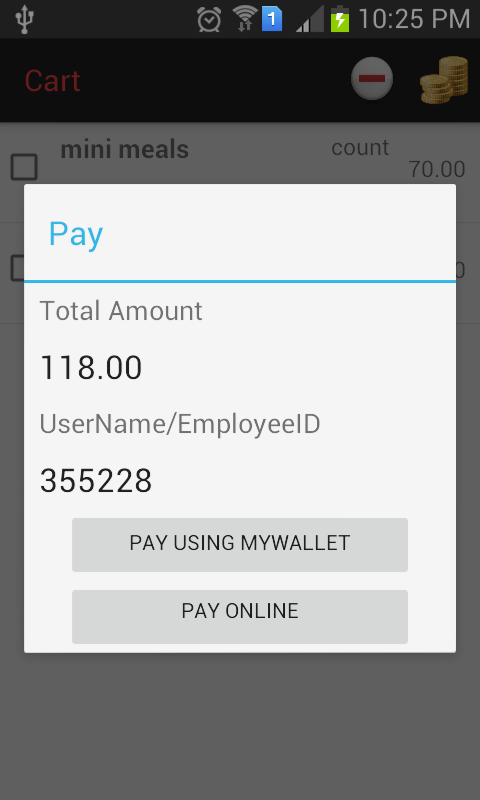 1 10:25 PM
Cart
mini meals count
70.00
Pay
0
Total Amount
118.00
UserName/EmployeeID
355228
PAY USING MYWALLET
PAY ONLINE